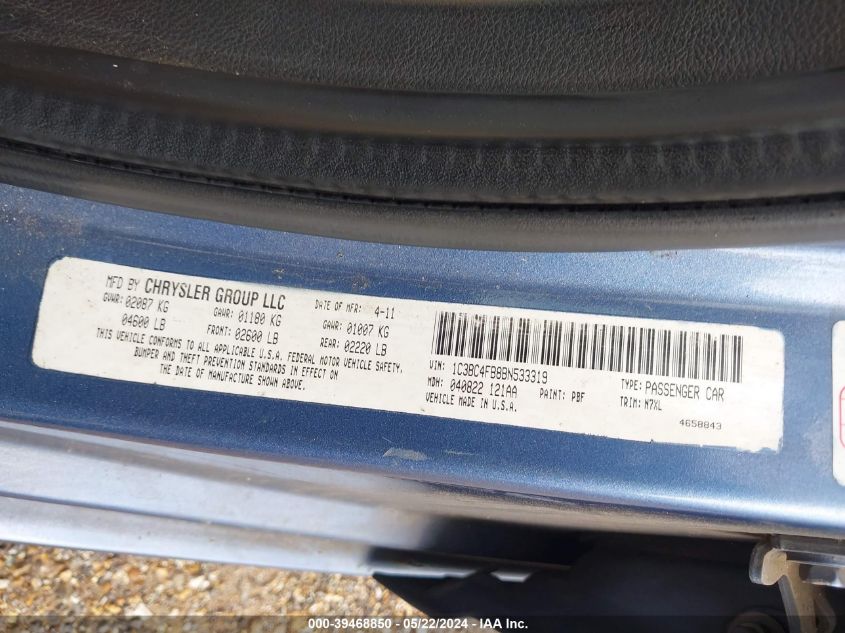 MFD BY CHRYSLER GROUP LLC
DATE OF MFR: 4-11
GVWR: 02087 KG
GAWR: 01180 KG
GAWR: 01007 KG
04600 LB
FRONT: 02600 LB
REAR: 02220 LB
THIS VEHICLE CONFORMS TO ALL APPLICABLE U.S.A. FEDERAL MOTOR VEHICLE SAFETY,
BUMPER AND THEFT PREVENTION STANDARDS IN EFFECT ON
THE DATE OF MANUFACTURE SHOWN ABOVE.
VIN: 1C3BC4FB8BN533319
TYPE: PASSENGER CAR
MDH: 040822 121AA
PAINT: PBF
TRIM: N7XL
VEHICLE MADE IN U.S.A.
4658843
000-39468850 - 05/22/2024 - IAA Inc.